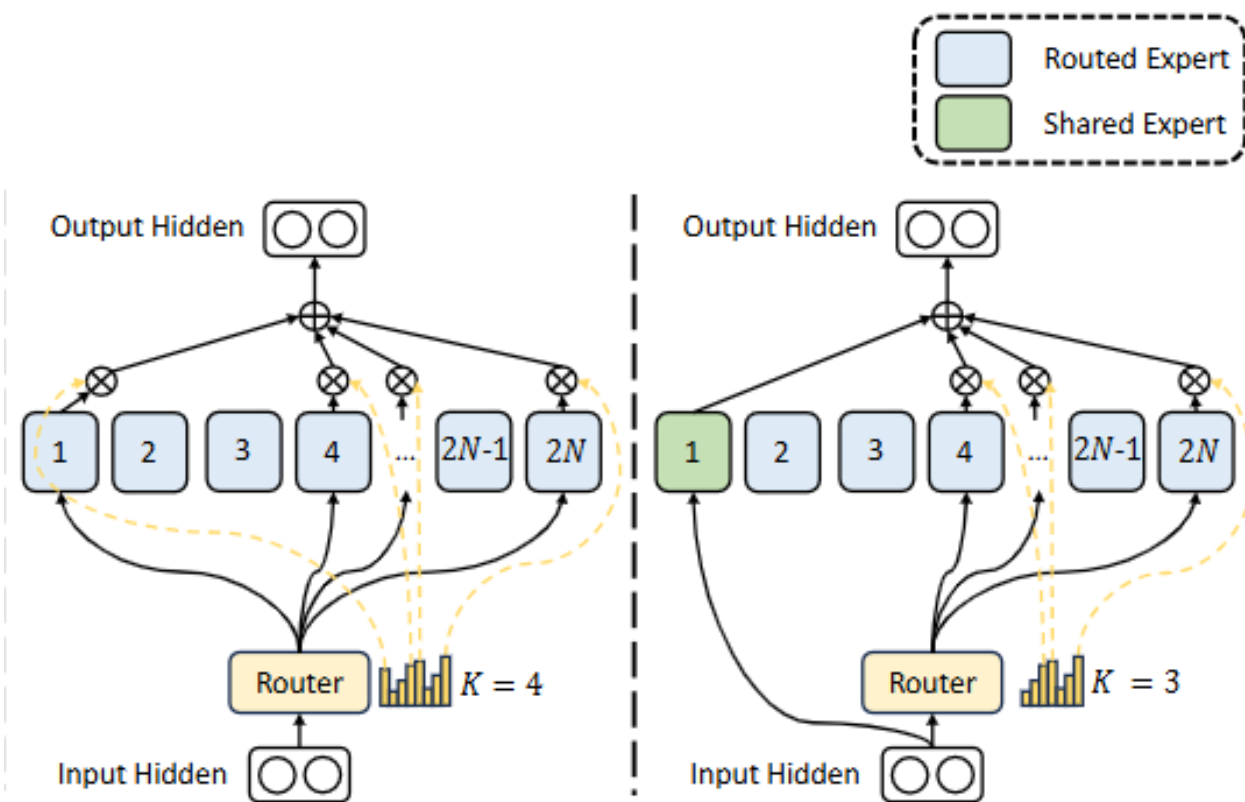 Routed Expert
Shared Expert
Output Hidden
1 2 3 4 ... 2N-1 2N
Router K = 4
Input Hidden
Output Hidden
1 2 3 4 ... 2N-1 2N
Router K = 3
Input Hidden